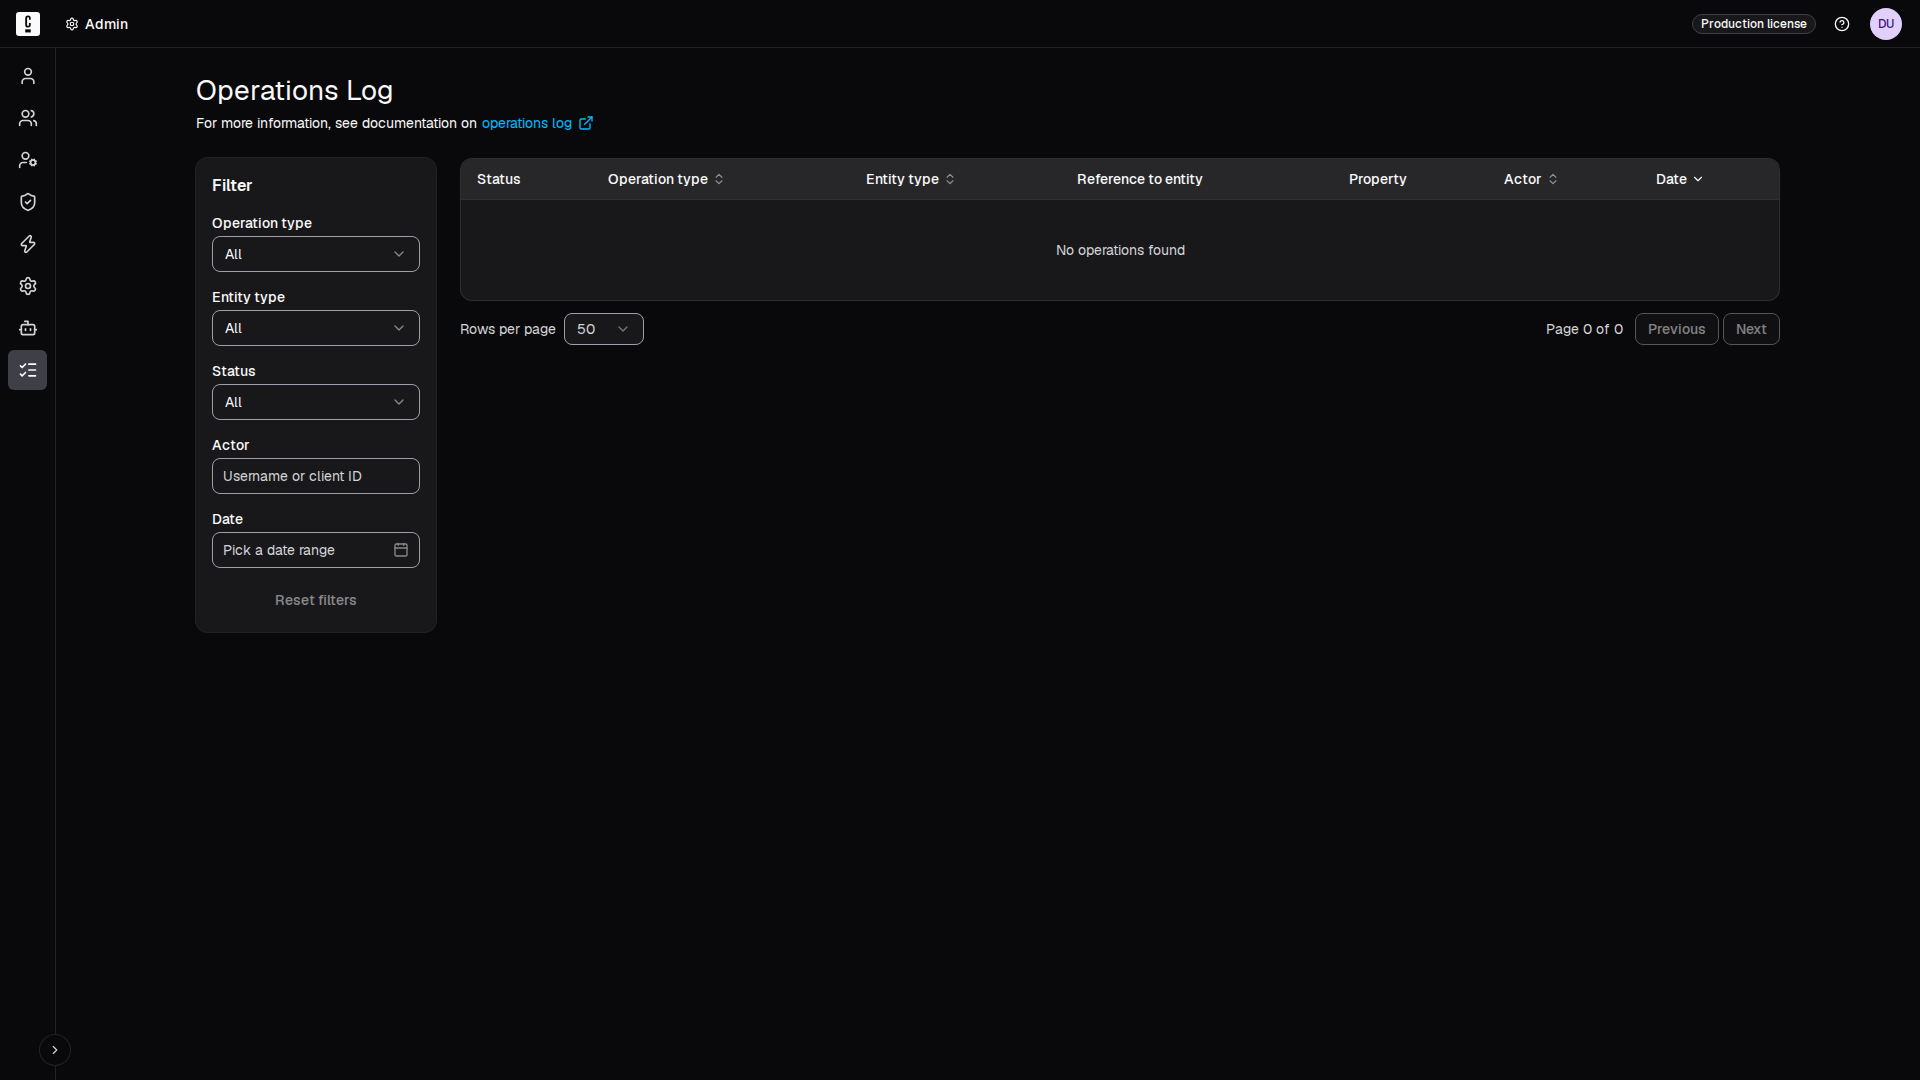 Admin
Production license
DU
Operations Log
For more information, see documentation on operations log
Filter
Operation type
All
Entity type
All
Status
All
Actor
Username or client ID
Date
Pick a date range
Reset filters
Status Operation type Entity type Reference to entity Property Actor Date
No operations found
Rows per page 50
Page 0 of 0 Previous Next